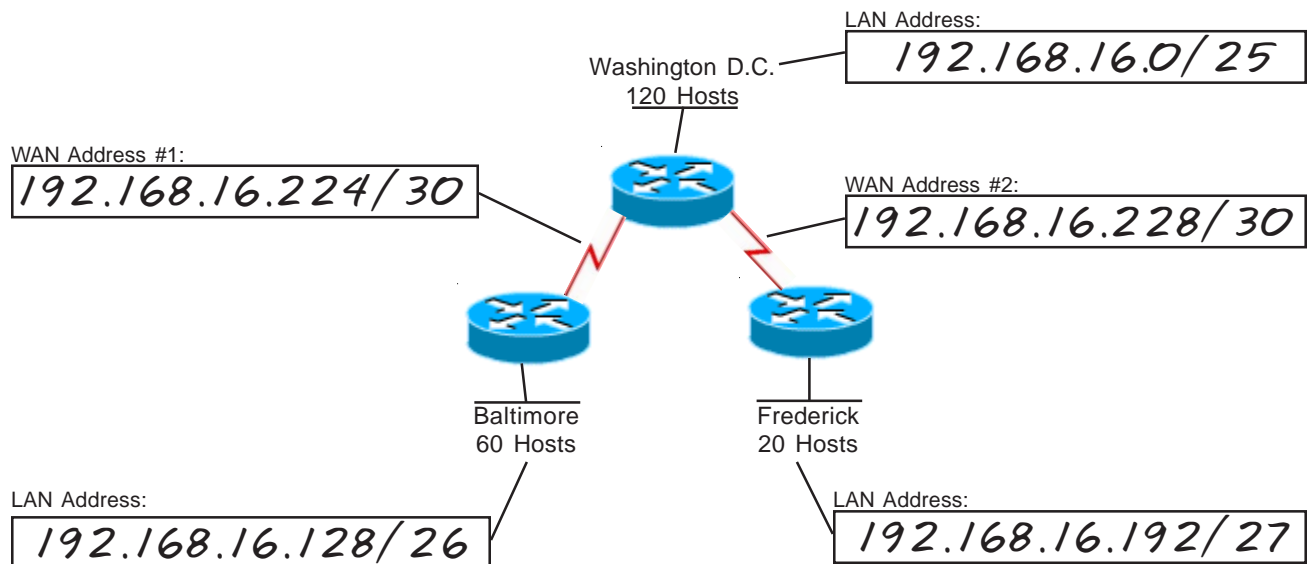 LAN Address:
192.168.16.0/25
Washington D.C.
120 Hosts
WAN Address #1:
192.168.16.224/30
WAN Address #2:
192.168.16.228/30
Baltimore
60 Hosts
Frederick
20 Hosts
LAN Address:
192.168.16.128/26
LAN Address:
192.168.16.192/27